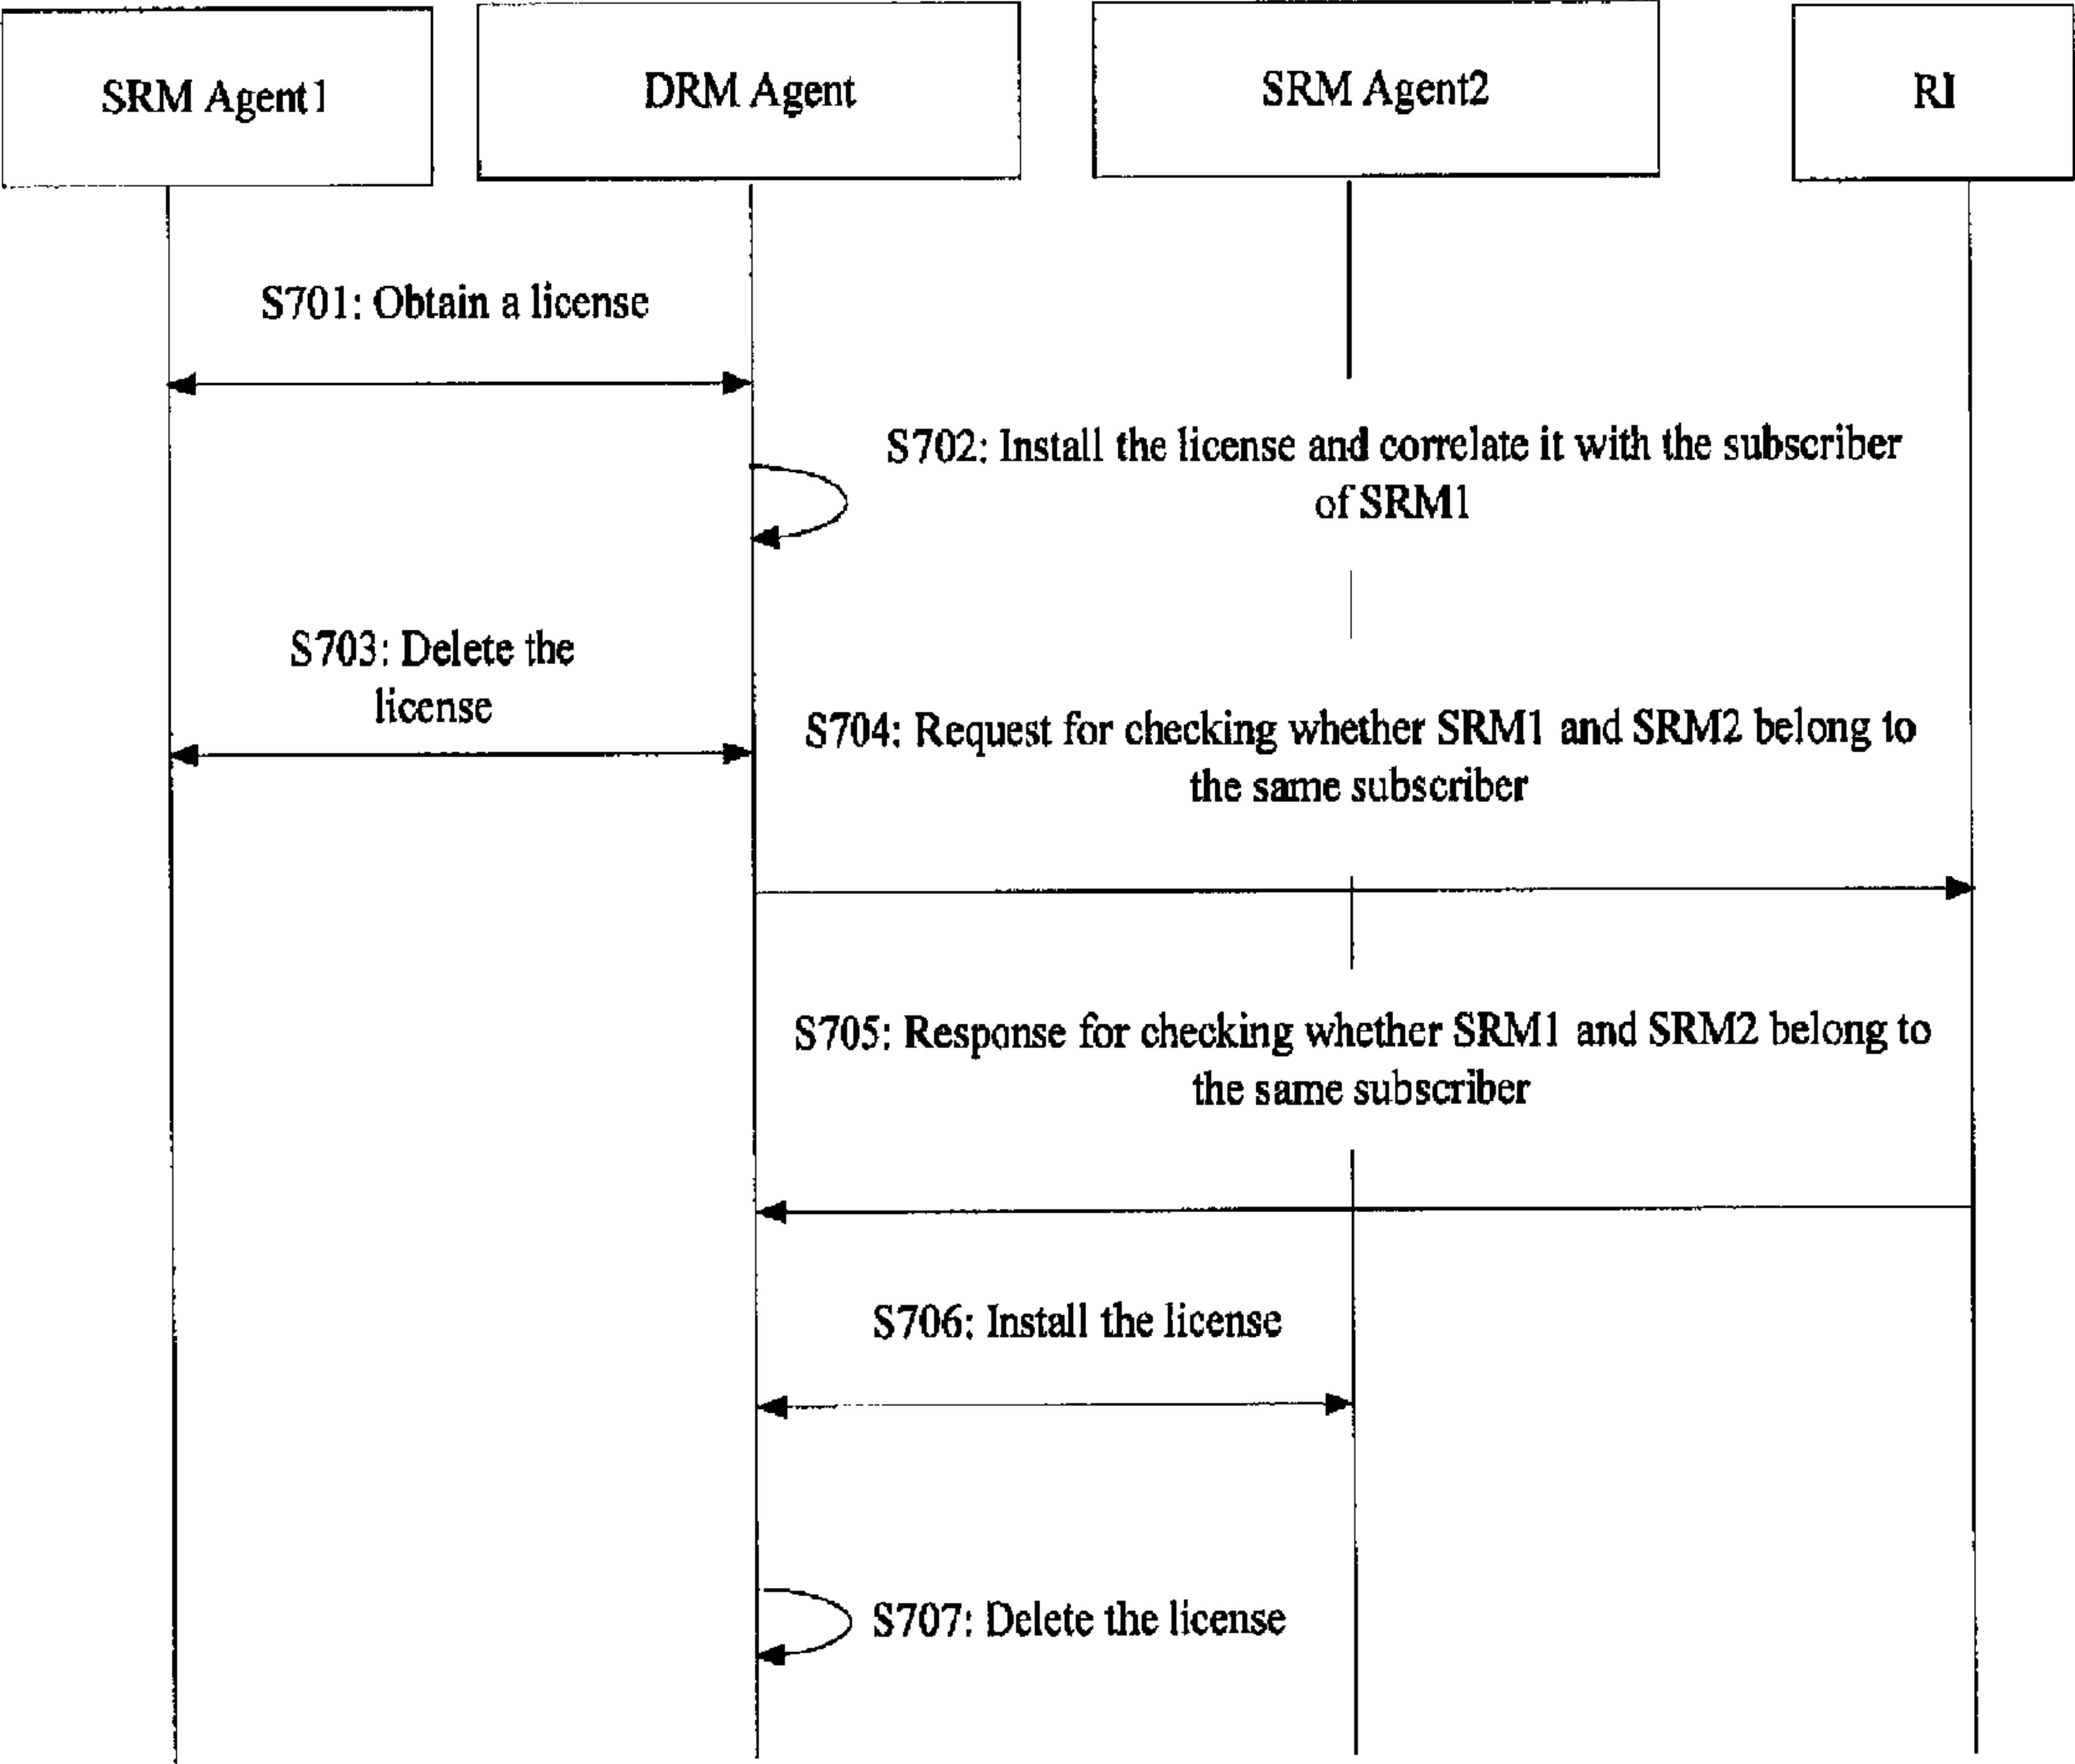 SRM Agent1
DRM Agent
SRM Agent2
RI
S701: Obtain a license
S702: Install the license and correlate it with the subscriber
of SRM1
S703: Delete the
license
S704: Request for checking whether SRM1 and SRM2 belong to
the same subscriber
S705: Response for checking whether SRM1 and SRM2 belong to
the same subscriber
S706: Install the license
S707: Delete the license